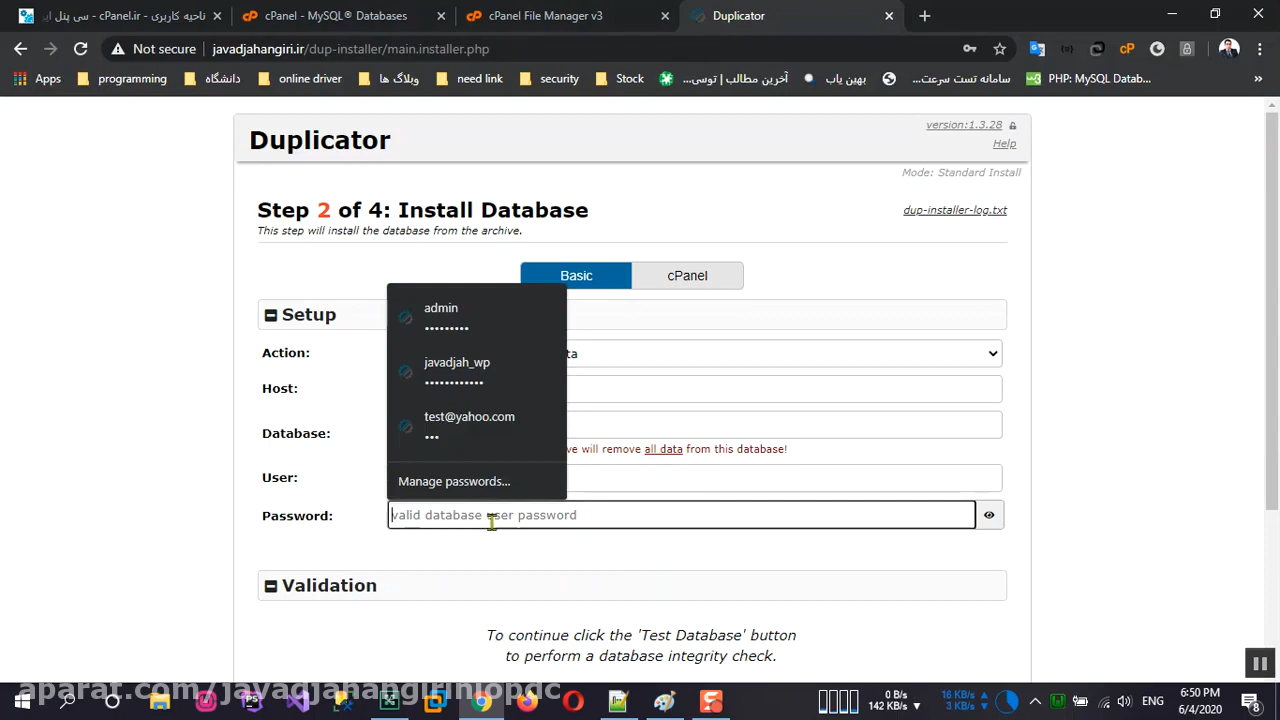 ناحیه کاربری - cPanel.ir - سی پنل ایر
cPanel - MySQL® Databases
cPanel File Manager v3
Duplicator
Not secure
javadjahangiri.ir/dup-installer/main.installer.php
Apps
programming
دانشگاه
online driver
وبلاگ ها
need link
security
Stock
آخرین مطالب | توسی...
بهین یاب
سامانه تست سرعت...
PHP: MySQL Datab...
»
Duplicator
version:1.3.28
Help
Mode: Standard Install
Step 2 of 4: Install Database
dup-installer-log.txt
This step will install the database from the archive.
Basic
cPanel
Setup
Action:
ta
Host:
Database:
ve will remove all data from this database!
User:
Password:
valid database user password
admin
•••••••••
javadjah_wp
••••••••••••
test@yahoo.com
•••
Manage passwords...
Validation
To continue click the 'Test Database' button
to perform a database integrity check.
aparat.com/javadjahangiriniopdc
0 B/s
142 KB/s
16 KB/s
3 KB/s
ENG
6:50 PM
6/4/2020
8